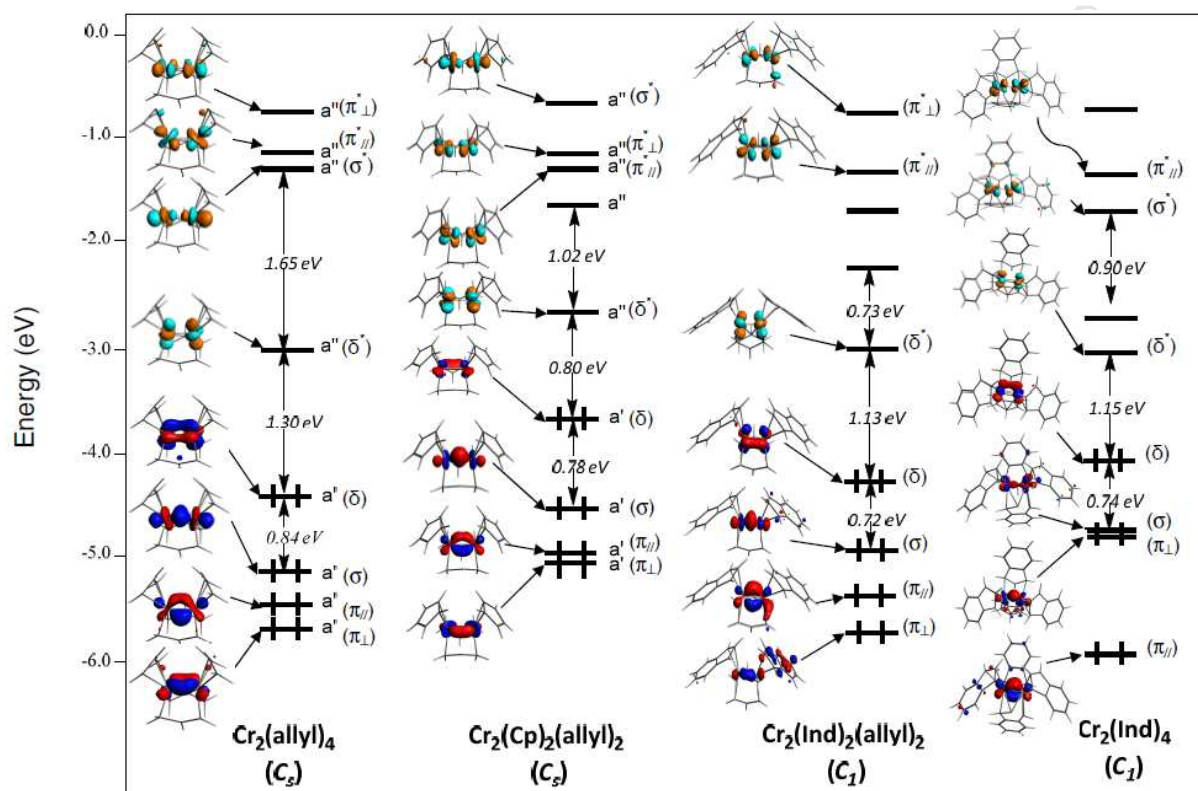 Energy (eV)
0.0
-1.0
-2.0
-3.0
-4.0
-5.0
-6.0
a" (π*⊥)
a" (π*//)
a" (σ*)
1.65 eV
a" (δ*)
1.30 eV
a" (δ)
0.84 eV
a" (σ)
a" (π//)
a" (π⊥)
Cr2(allyl)4
(Cs)
a" (σ*)
a" (π*⊥)
a" (π*//)
a"
1.02 eV
a" (δ*)
0.80 eV
a' (δ)
0.78 eV
a' (σ)
a' (π//)
a' (π⊥)
Cr2(Cp)2(allyl)2
(Cs)
(π*⊥)
(π*//)
0.73 eV
(δ*)
1.13 eV
(δ)
0.72 eV
(σ)
(π//)
(π⊥)
Cr2(Ind)2(allyl)2
(C1)
(π*//)
(σ*)
0.90 eV
(δ*)
1.15 eV
(δ)
0.74 eV
(σ)
(π⊥)
(π//)
Cr2(Ind)4
(C1)